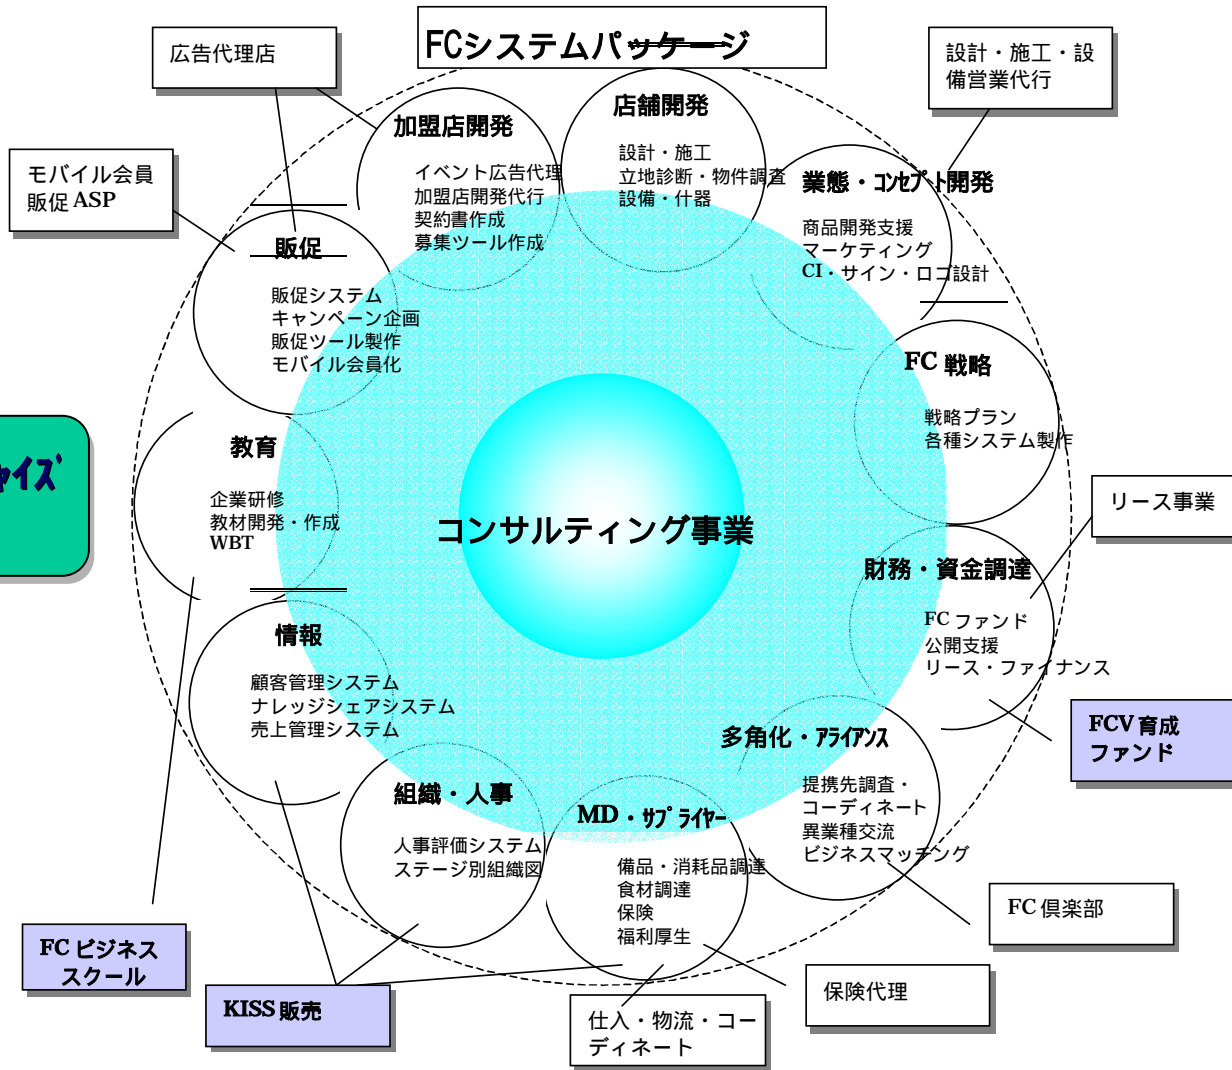 FCシステムパッケージ
広告代理店
設計・施工・設
備営業代行
モバイル会員
販促 ASP
加盟店開発
イベント広告代理
加盟店開発代行
契約書作成
募集ツール作成
店舗開発
設計・施工
立地診断・物件調査
設備・什器
業態・コンセプト開発
商品開発支援
マーケティング
CI・サイン・ロゴ設計
販促
販促システム
キャンペーン企画
販促ツール製作
モバイル会員化
FC 戦略
戦略プラン
各種システム製作
ャイズ
教育
企業研修
教材開発・作成
WBT
コンサルティング事業
リース事業
財務・資金調達
FC ファンド
公開支援
リース・ファイナンス
情報
顧客管理システム
ナレッジシェアシステム
売上管理システム
FCV 育成
ファンド
多角化・アライアンス
提携先調査・
コーディネート
異業種交流
ビジネスマッチング
組織・人事
人事評価システム
ステージ別組織図
MD・サプライヤー
備品・消耗品調達
食材調達
保険
福利厚生
FC 倶楽部
FC ビジネス
スクール
KISS 販売
保険代理
仕入・物流・コー
ディネート